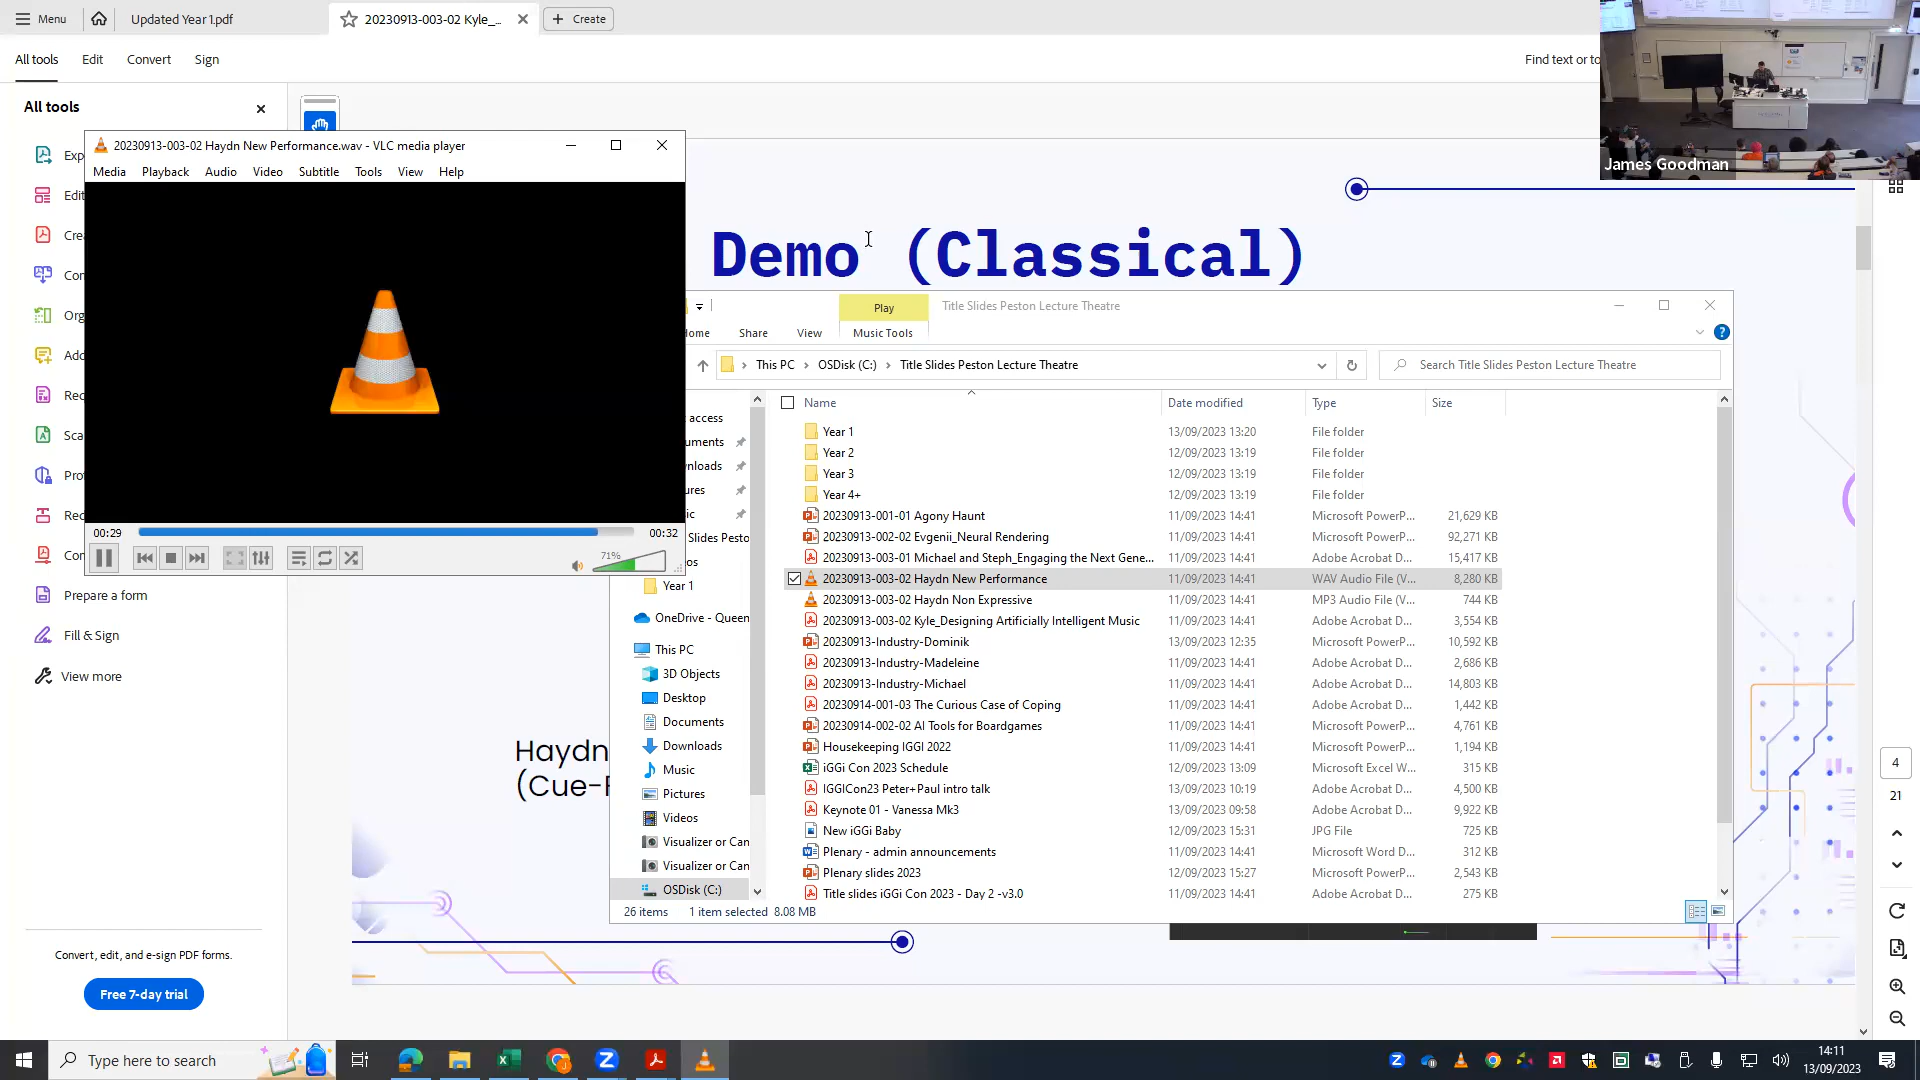 Menu
Updated Year 1.pdf
20230913-003-02 Kyle_...
Create
All tools
Edit
Convert
Sign
Find text or to
James Goodman
All tools
Exp
Edit
Crea
Com
Org
Add
Rec
Scan
Prot
Red
Com
Prepare a form
Fill & Sign
View more
Convert, edit, and e-sign PDF forms.
Free 7-day trial
20230913-003-02 Haydn New Performance.wav - VLC media player
Media Playback Audio Video Subtitle Tools View Help
00:29
00:32
71%
Demo (Classical)
Haydn
Play
Title Slides Peston Lecture Theatre
ome
Share
View
Music Tools
This PC
OSDisk (C:)
Title Slides Peston Lecture Theatre
Search Title Slides Peston Lecture Theatre
Name
Date modified
Type
Size
access
uments
nloads
ures
ic
Slides Pesto
os
Year 1
OneDrive - Queen
This PC
3D Objects
Desktop
Documents
Downloads
Music
Pictures
Videos
Visualizer or Can
Visualizer or Can
OSDisk (C:)
Year 1 13/09/2023 13:20 File folder
Year 2 12/09/2023 13:19 File folder
Year 3 12/09/2023 13:19 File folder
Year 4+ 12/09/2023 13:19 File folder
20230913-001-01 Agony Haunt 11/09/2023 14:41 Microsoft PowerP... 21,629 KB
20230913-002-02 Evgenii_Neural Rendering 11/09/2023 14:41 Microsoft PowerP... 92,271 KB
20230913-003-01 Michael and Steph_Engaging the Next Gene... 11/09/2023 14:41 Adobe Acrobat D... 15,417 KB
20230913-003-02 Haydn New Performance 11/09/2023 14:41 WAV Audio File (V... 8,280 KB
20230913-003-02 Haydn Non Expressive 11/09/2023 14:41 MP3 Audio File (V... 744 KB
20230913-003-02 Kyle_Designing Artificially Intelligent Music 11/09/2023 14:41 Adobe Acrobat D... 3,554 KB
20230913-Industry-Dominik 13/09/2023 12:35 Microsoft PowerP... 10,592 KB
20230913-Industry-Madeleine 11/09/2023 14:41 Adobe Acrobat D... 2,686 KB
20230913-Industry-Michael 11/09/2023 14:41 Adobe Acrobat D... 14,803 KB
20230914-001-03 The Curious Case of Coping 11/09/2023 14:41 Adobe Acrobat D... 1,442 KB
20230914-002-02 AI Tools for Boardgames 11/09/2023 14:41 Microsoft PowerP... 4,761 KB
Housekeeping IGGI 2022 11/09/2023 14:41 Microsoft PowerP... 1,194 KB
iGGi Con 2023 Schedule 12/09/2023 13:09 Microsoft Excel W... 315 KB
IGGICon23 Peter+Paul intro talk 13/09/2023 10:19 Adobe Acrobat D... 4,500 KB
Keynote 01 - Vanessa Mk3 13/09/2023 09:58 Adobe Acrobat D... 9,922 KB
New iGGi Baby 12/09/2023 15:31 JPG File 725 KB
Plenary - admin announcements 11/09/2023 14:41 Microsoft Word D... 312 KB
Plenary slides 2023 12/09/2023 15:27 Microsoft PowerP... 2,543 KB
Title slides iGGi Con 2023 - Day 2 -v3.0 11/09/2023 14:41 Adobe Acrobat D... 275 KB
26 items 1 item selected 8.08 MB
4
21
Type here to search
14:11
13/09/2023